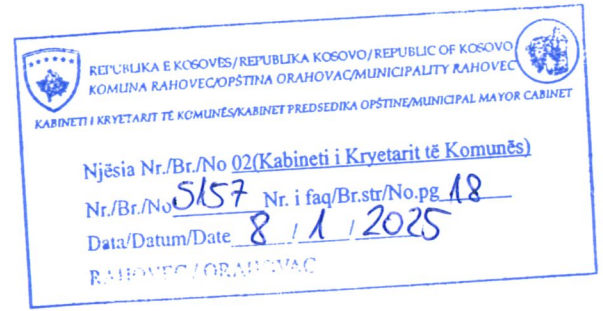 REPUBLIKA E KOSOVËS/REPUBLIKA KOSOVO/REPUBLIC OF KOSOVO
KOMUNA RAHOVEC/OPŠTINA ORAHOVAC/MUNICIPALITY RAHOVEC
KABINETI I KRYETARIT TË KOMUNËS/KABINET PREDSEDIKA OPŠTINE/MUNICIPAL MAYOR CABINET
Njësia Nr./Br./No 02(Kabineti i Kryetarit të Komunës)
Nr./Br./No 5157 Nr. i faq/Br.str/No.pg 18
Data/Datum/Date 8 / 1 / 2025
RAHOVEC / ORAHOVAC